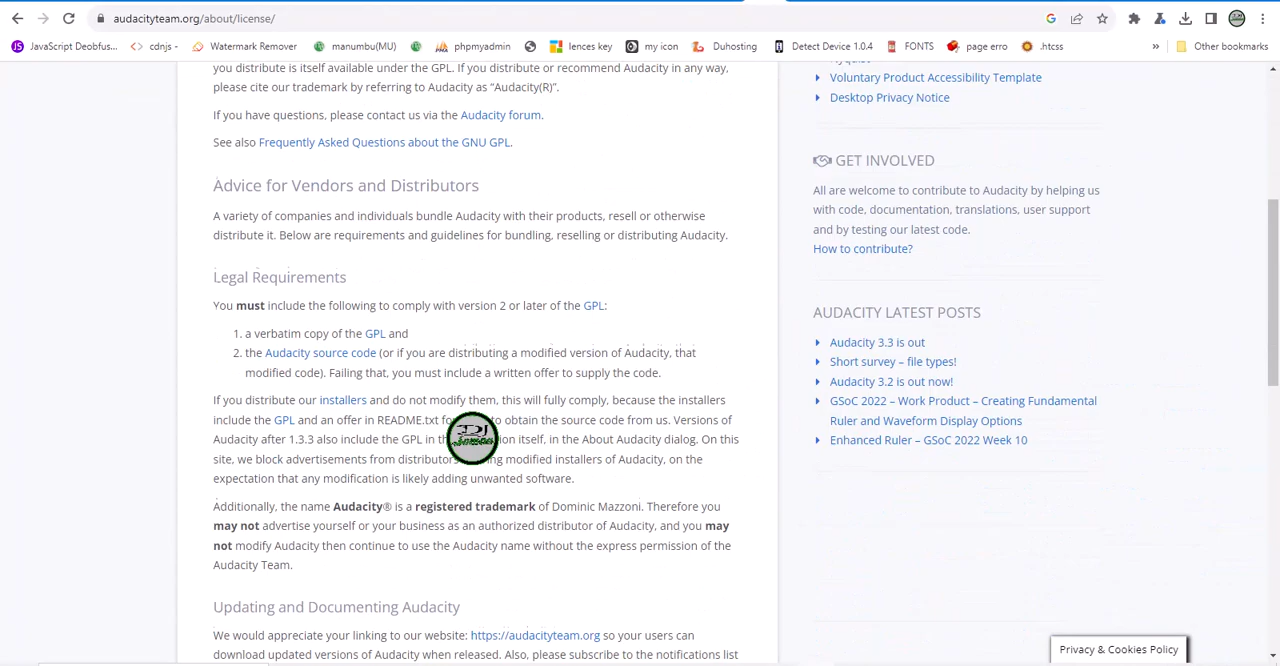 audacityteam.org/about/license/
JavaScript Deobfus...
cdnjs -
Watermark Remover
manumbu(MU)
phpmyadmin
lences key
my icon
Duhosting
Detect Device 1.0.4
FONTS
page erro
.htcss
»
Other bookmarks
you distribute is itself available under the GPL. If you distribute or recommend Audacity in any way,
please cite our trademark by referring to Audacity as “Audacity(R)”.
If you have questions, please contact us via the Audacity forum.
See also Frequently Asked Questions about the GNU GPL.
Advice for Vendors and Distributors
A variety of companies and individuals bundle Audacity with their products, resell or otherwise
distribute it. Below are requirements and guidelines for bundling, reselling or distributing Audacity.
Legal Requirements
You must include the following to comply with version 2 or later of the GPL:
1. a verbatim copy of the GPL and
2. the Audacity source code (or if you are distributing a modified version of Audacity, that
modified code). Failing that, you must include a written offer to supply the code.
If you distribute our installers and do not modify them, this will fully comply, because the installers
include the GPL and an offer in README.txt to obtain the source code from us. Versions of
Audacity after 1.3.3 also include the GPL in itself, in the About Audacity dialog. On this
site, we block advertisements from distributors modified installers of Audacity, on the
expectation that any modification is likely adding unwanted software.
Additionally, the name Audacity® is a registered trademark of Dominic Mazzoni. Therefore you
may not advertise yourself or your business as an authorized distributor of Audacity, and you may
not modify Audacity then continue to use the Audacity name without the express permission of the
Audacity Team.
Updating and Documenting Audacity
We would appreciate your linking to our website: https://audacityteam.org so your users can
download updated versions of Audacity when released. Also, please subscribe to the notifications list
Voluntary Product Accessibility Template
Desktop Privacy Notice
GET INVOLVED
All are welcome to contribute to Audacity by helping us
with code, documentation, translations, user support
and by testing our latest code.
How to contribute?
AUDACITY LATEST POSTS
Audacity 3.3 is out
Short survey – file types!
Audacity 3.2 is out now!
GSoC 2022 – Work Product – Creating Fundamental
Ruler and Waveform Display Options
Enhanced Ruler – GSoC 2022 Week 10
Privacy & Cookies Policy